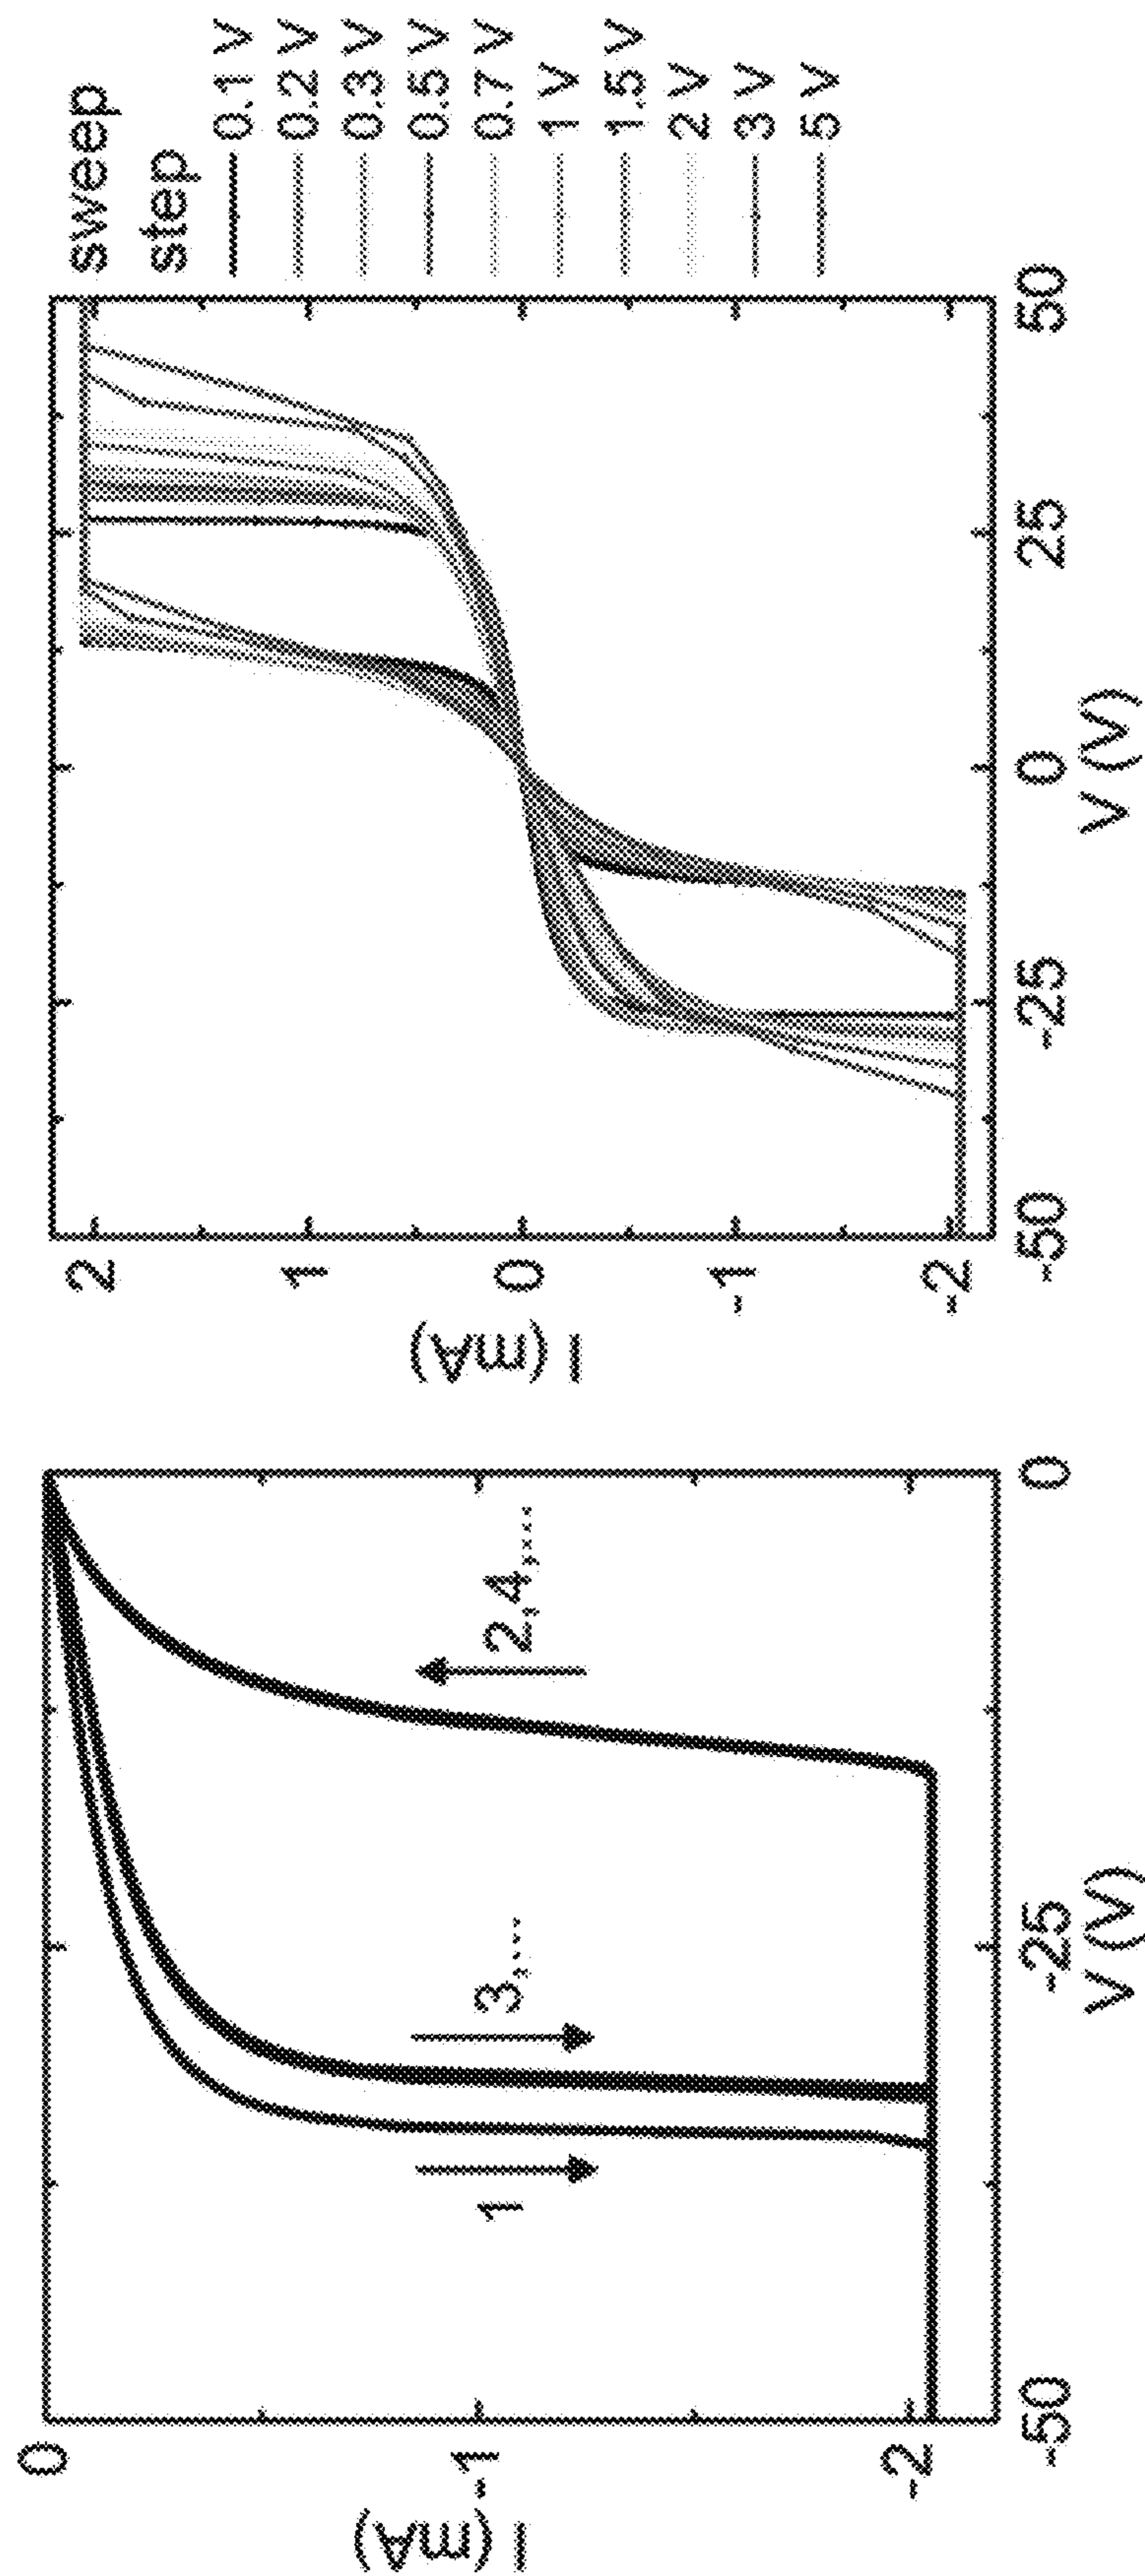 0
-1
-2
I (mA)
-50
-25
0
V (V)
1
3,...
2,4,...
2
1
0
-1
-2
I (mA)
-50
-25
0
25
50
V (V)
sweep
step
0.1 V
0.2 V
0.3 V
0.5 V
0.7 V
1 V
1.5 V
2 V
3 V
5 V